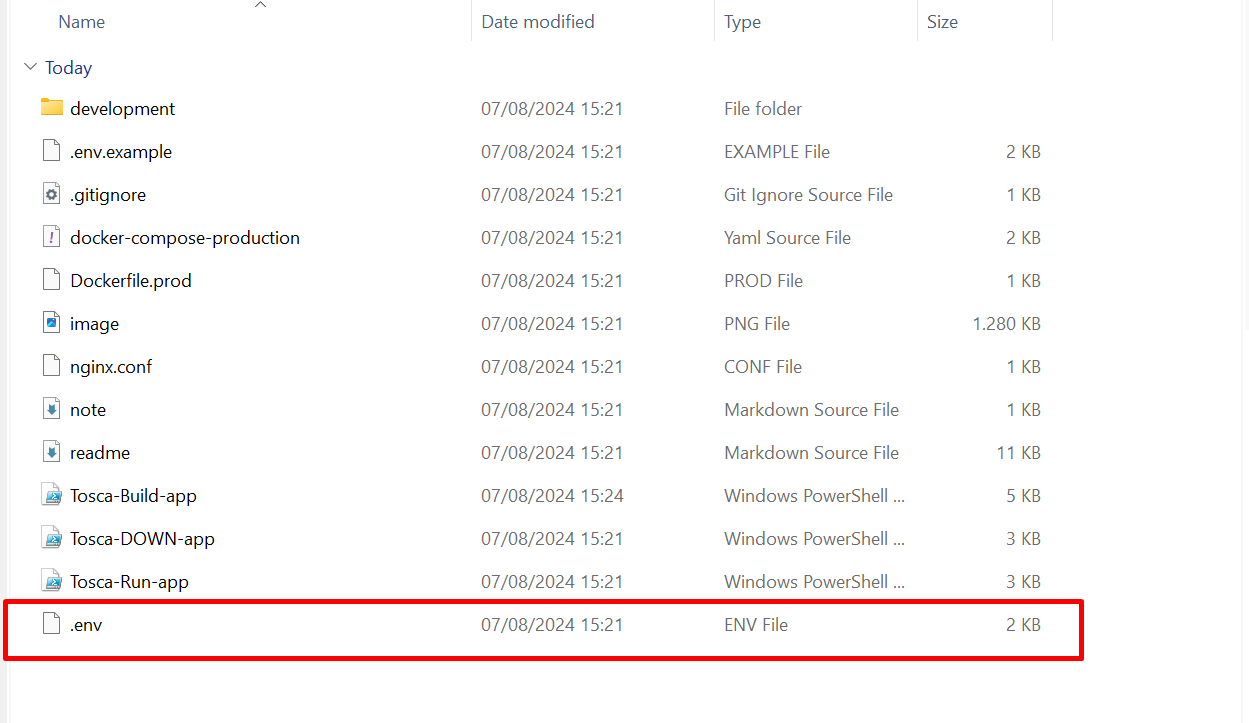 Name Date modified Type Size
Today
development 07/08/2024 15:21 File folder
.env.example 07/08/2024 15:21 EXAMPLE File 2 KB
.gitignore 07/08/2024 15:21 Git Ignore Source File 1 KB
docker-compose-production 07/08/2024 15:21 Yaml Source File 2 KB
Dockerfile.prod 07/08/2024 15:21 PROD File 1 KB
image 07/08/2024 15:21 PNG File 1.280 KB
nginx.conf 07/08/2024 15:21 CONF File 1 KB
note 07/08/2024 15:21 Markdown Source File 1 KB
readme 07/08/2024 15:21 Markdown Source File 11 KB
Tosca-Build-app 07/08/2024 15:24 Windows PowerShell ... 5 KB
Tosca-DOWN-app 07/08/2024 15:21 Windows PowerShell ... 3 KB
Tosca-Run-app 07/08/2024 15:21 Windows PowerShell ... 3 KB
.env 07/08/2024 15:21 ENV File 2 KB